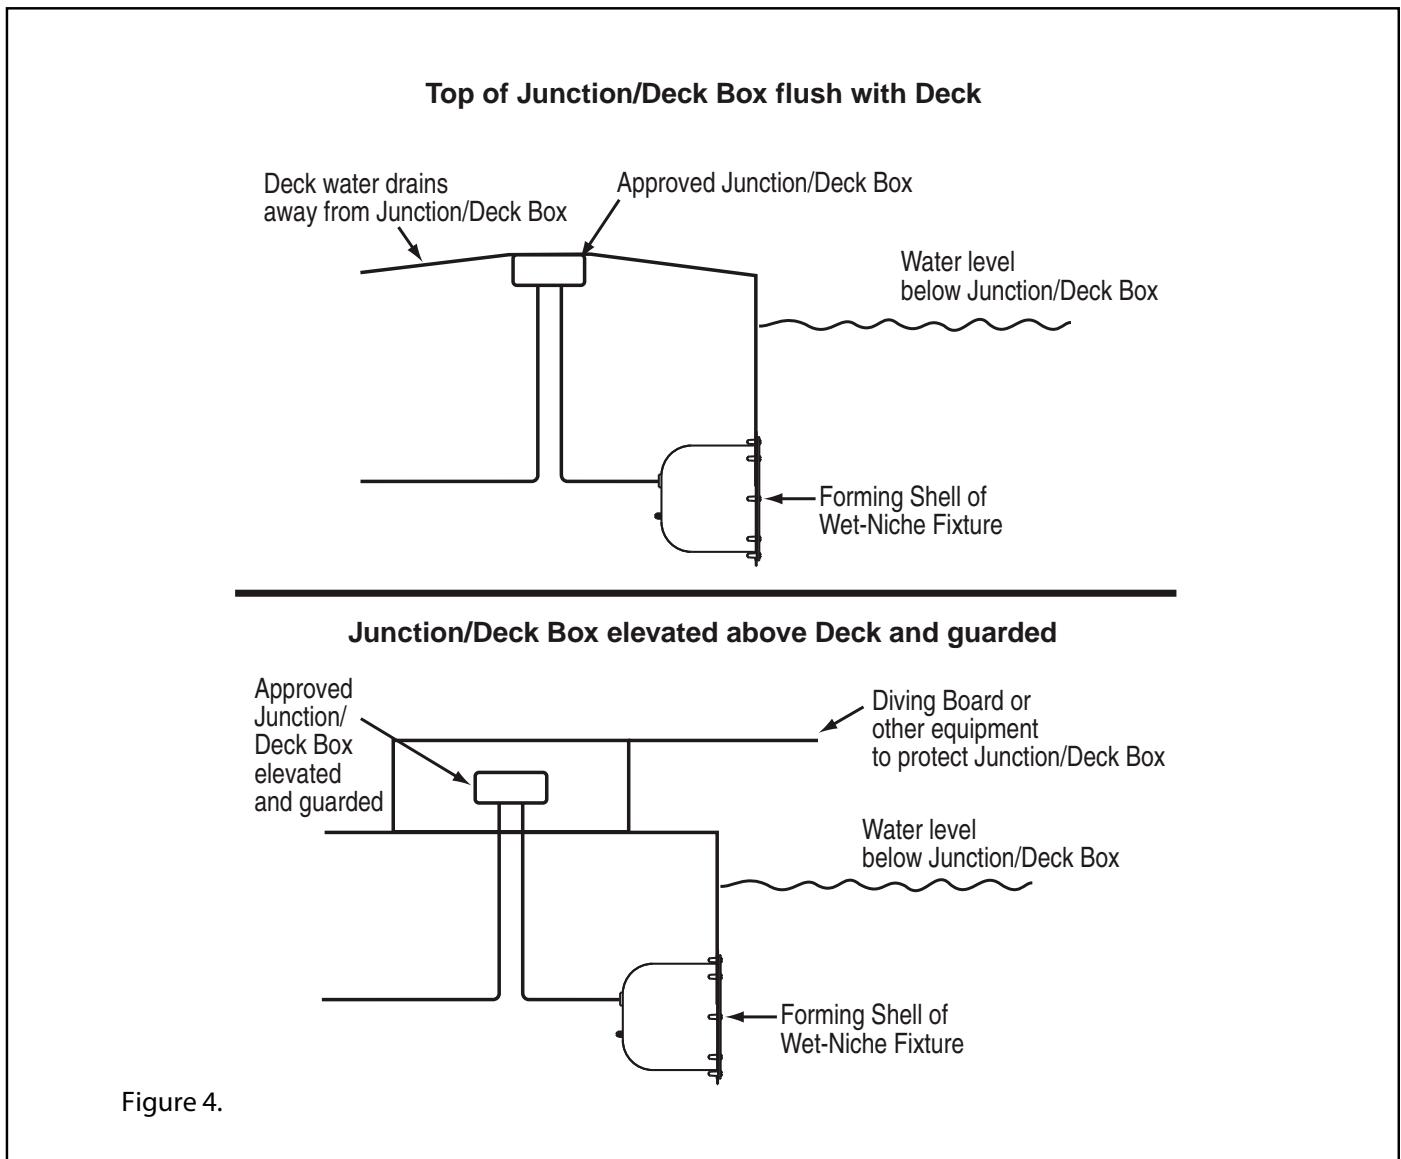 Top of Junction/Deck Box flush with Deck
Deck water drains
away from Junction/Deck Box
Approved Junction/Deck Box
Water level
below Junction/Deck Box
Forming Shell of
Wet-Niche Fixture
Junction/Deck Box elevated above Deck and guarded
Approved
Junction/
Deck Box
elevated
and guarded
Diving Board or
other equipment
to protect Junction/Deck Box
Water level
below Junction/Deck Box
Forming Shell of
Wet-Niche Fixture
Figure 4.